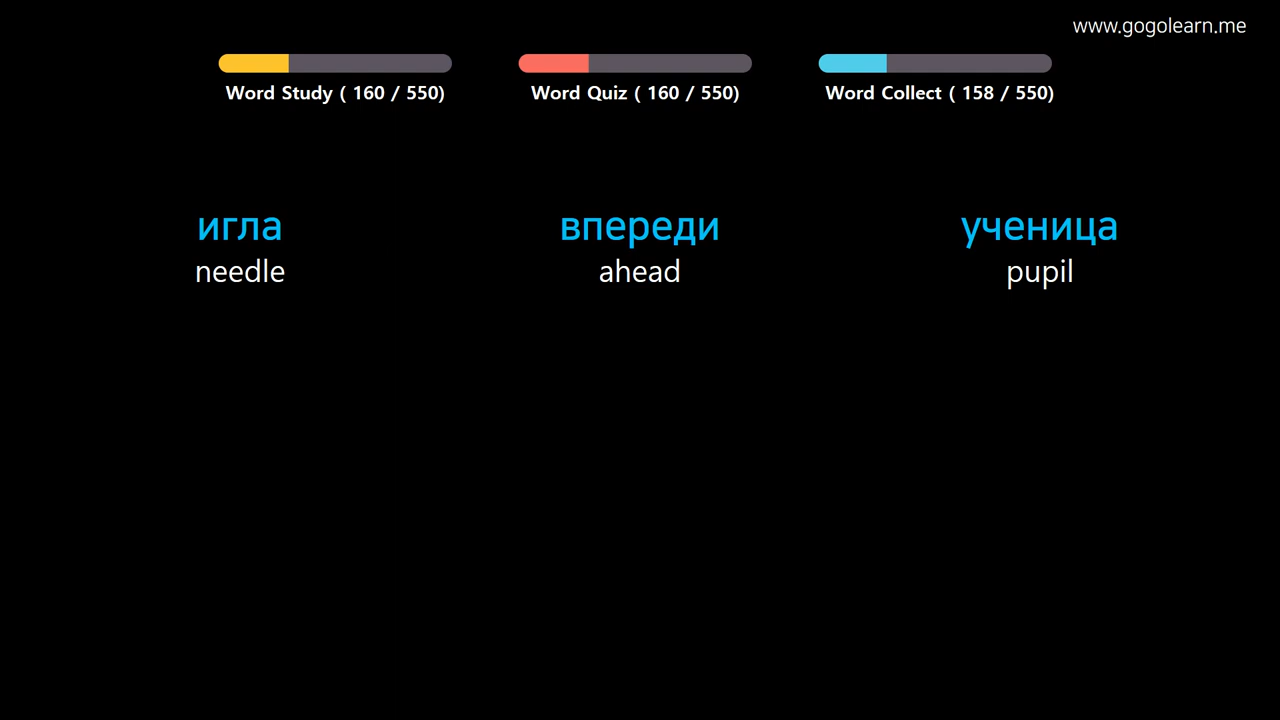 www.gogolearn.me
Word Study ( 160 / 550)
Word Quiz ( 160 / 550)
Word Collect ( 158 / 550)
игла
needle
впереди
ahead
ученица
pupil